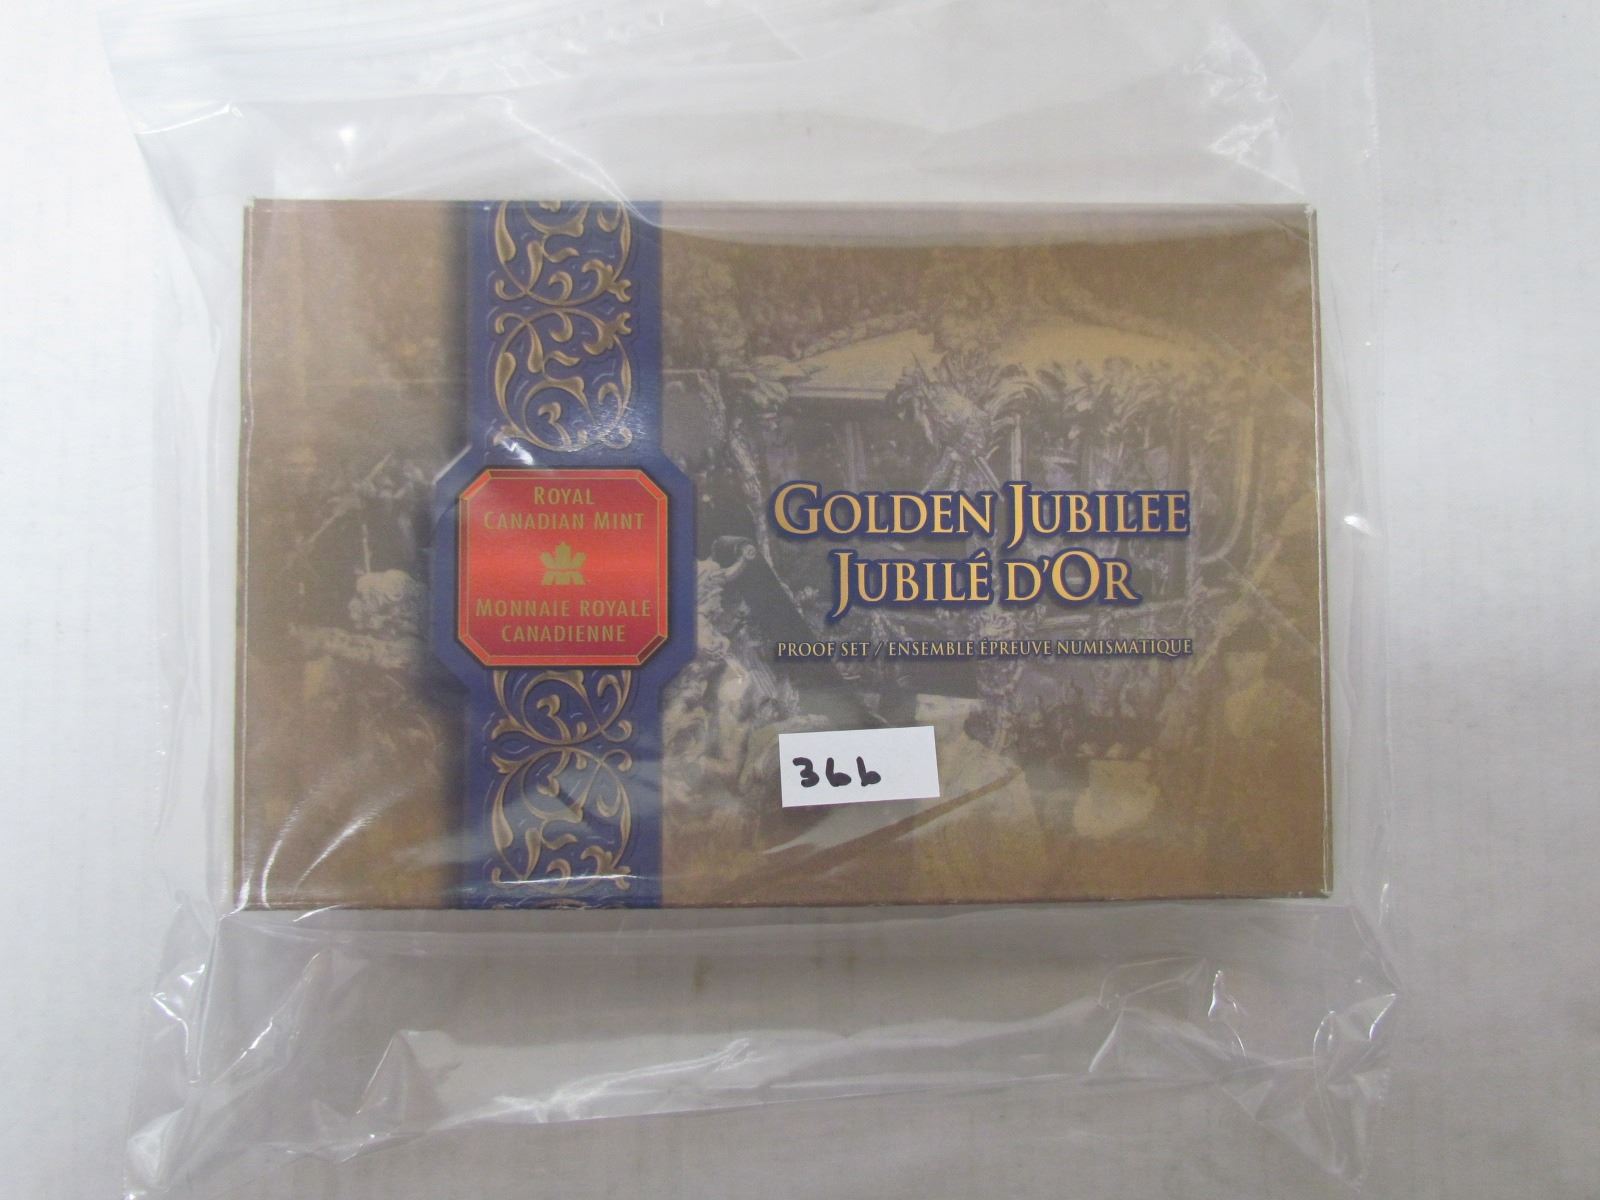 ROYAL
CANADIAN MINT
MONNAIE ROYALE
CANADIENNE
GOLDEN JUBILEE
JUBILÉ D'OR
PROOF SET / ENSEMBLE ÉPREUVE NUMISMATIQUE
366